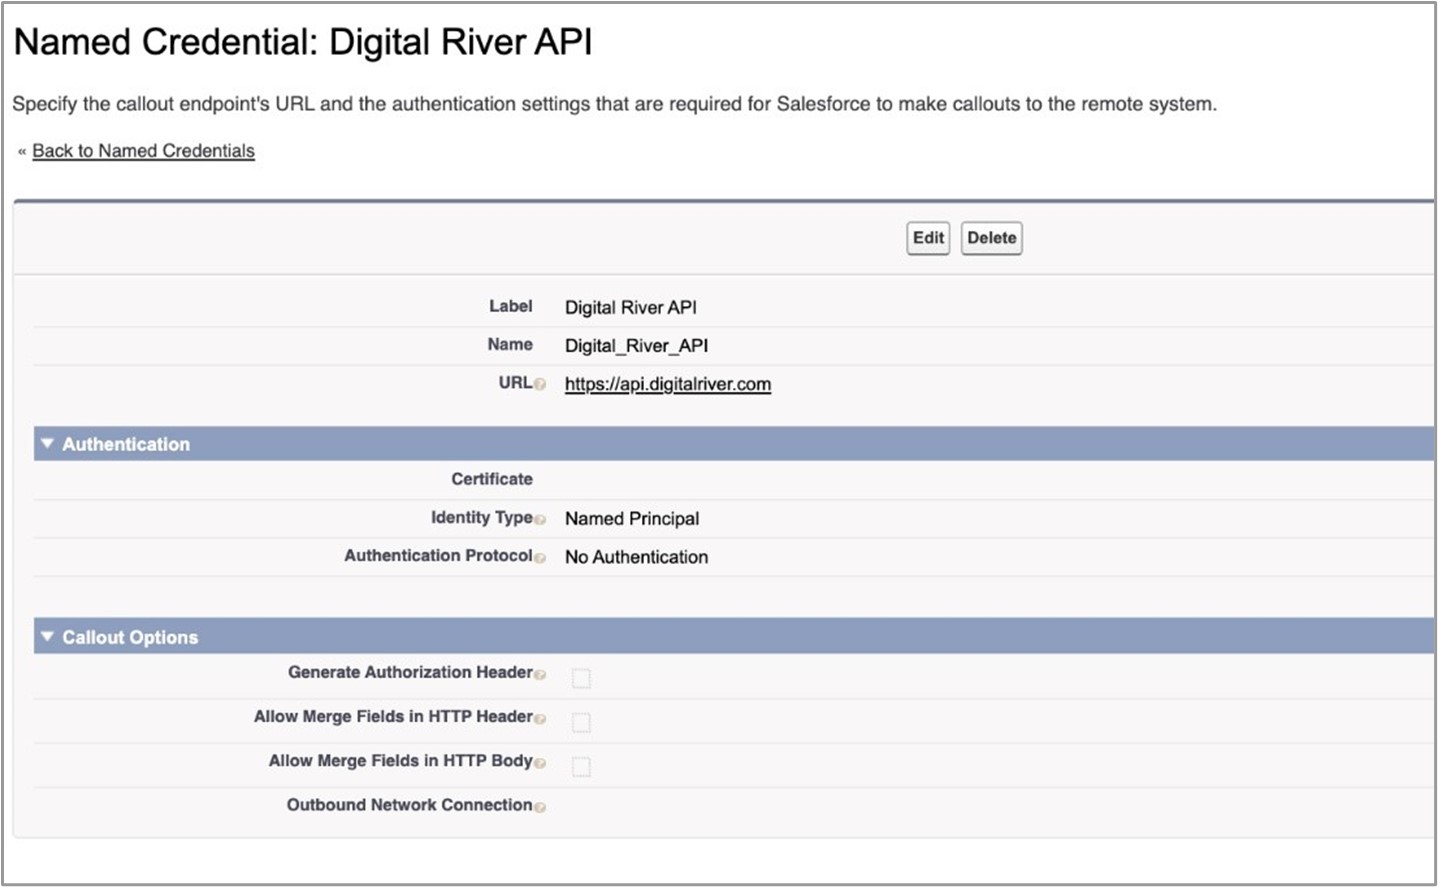 Named Credential: Digital River API
Specify the callout endpoint's URL and the authentication settings that are required for Salesforce to make callouts to the remote system.
« Back to Named Credentials
Edit Delete
Label Digital River API
Name Digital_River_API
URL https://api.digitalriver.com
Authentication
Certificate
Identity Type Named Principal
Authentication Protocol No Authentication
Callout Options
Generate Authorization Header
Allow Merge Fields in HTTP Header
Allow Merge Fields in HTTP Body
Outbound Network Connection